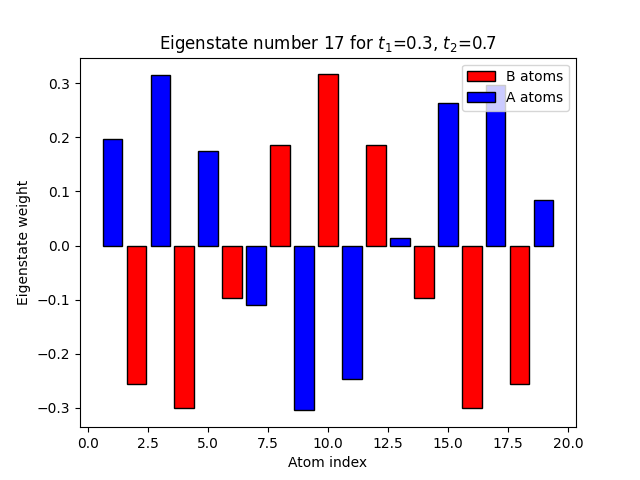 Eigenstate number 17 for t₁=0.3, t₂=0.7
B atoms
A atoms
Eigenstate weight
0.3
0.2
0.1
0.0
−0.1
−0.2
−0.3
0.0 2.5 5.0 7.5 10.0 12.5 15.0 17.5 20.0
Atom index